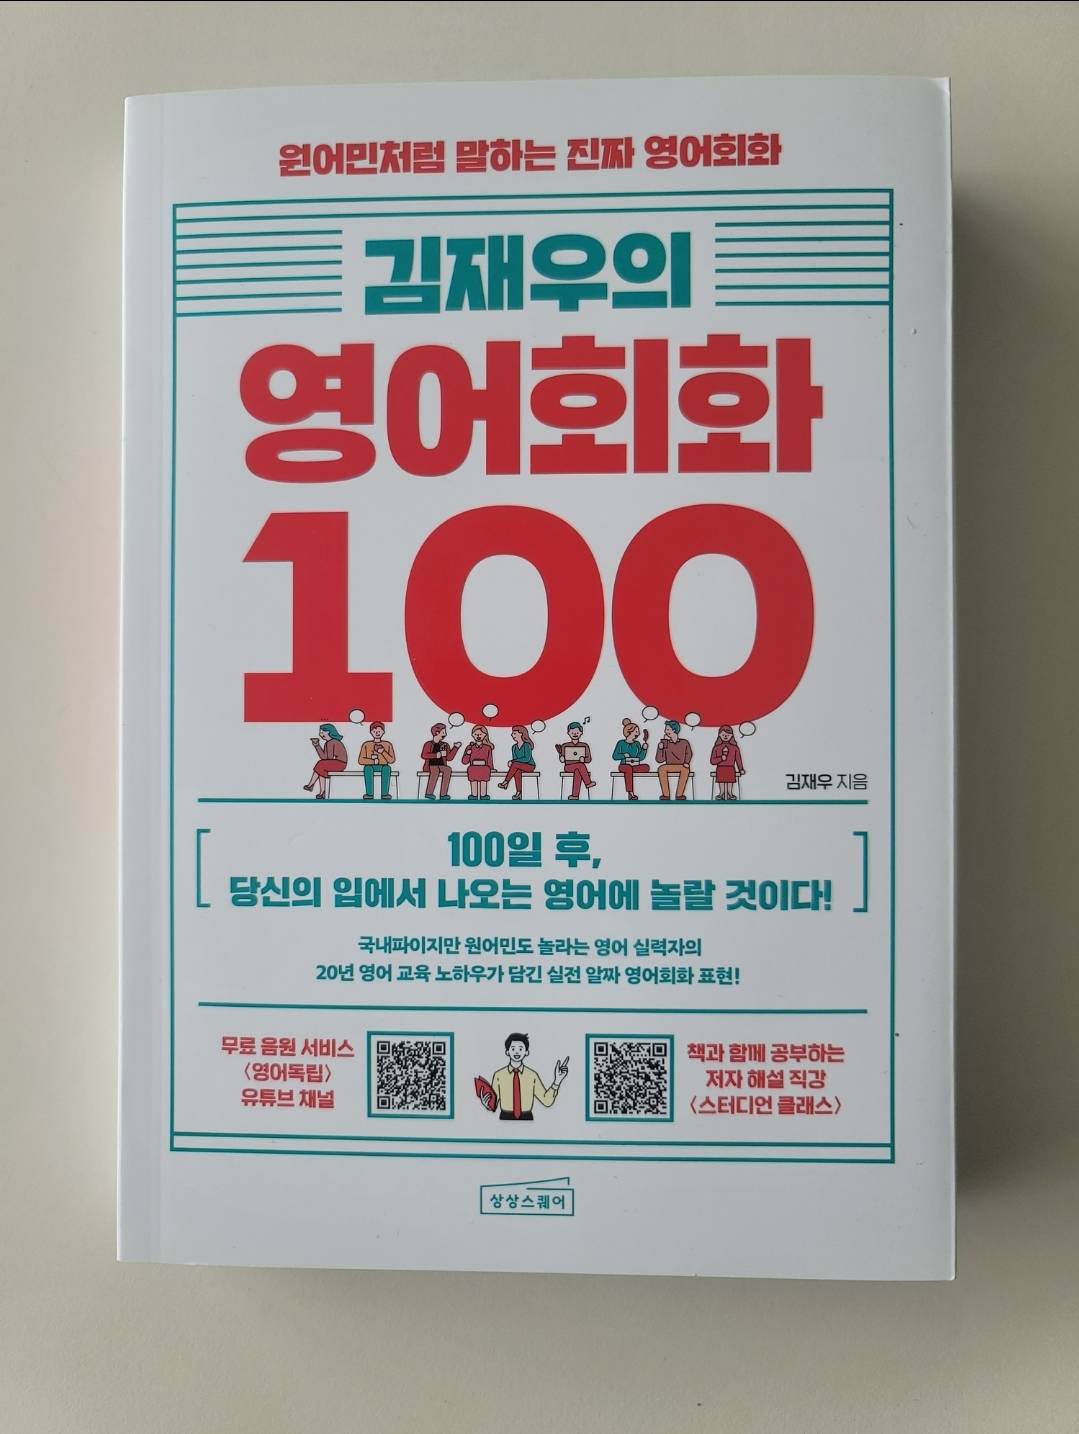 원어민처럼 말하는 진짜 영어회화
김재우의
영어회화
100
김재우 지음
100일 후,
당신의 입에서 나오는 영어에 놀랄 것이다!
국내파이지만 원어민도 놀라는 영어 실력자의
20년 영어 교육 노하우가 담긴 실전 알짜 영어회화 표현!
무료 음원 서비스
〈영어독립〉
유튜브 채널
책과 함께 공부하는
저자 해설 직강
〈스터디언 클래스〉
상상스퀘어